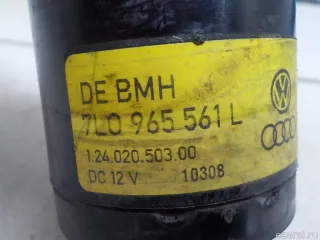 DE BMH
7L0 965 561 L
1.24.020.503.00
DC 12 V 10308